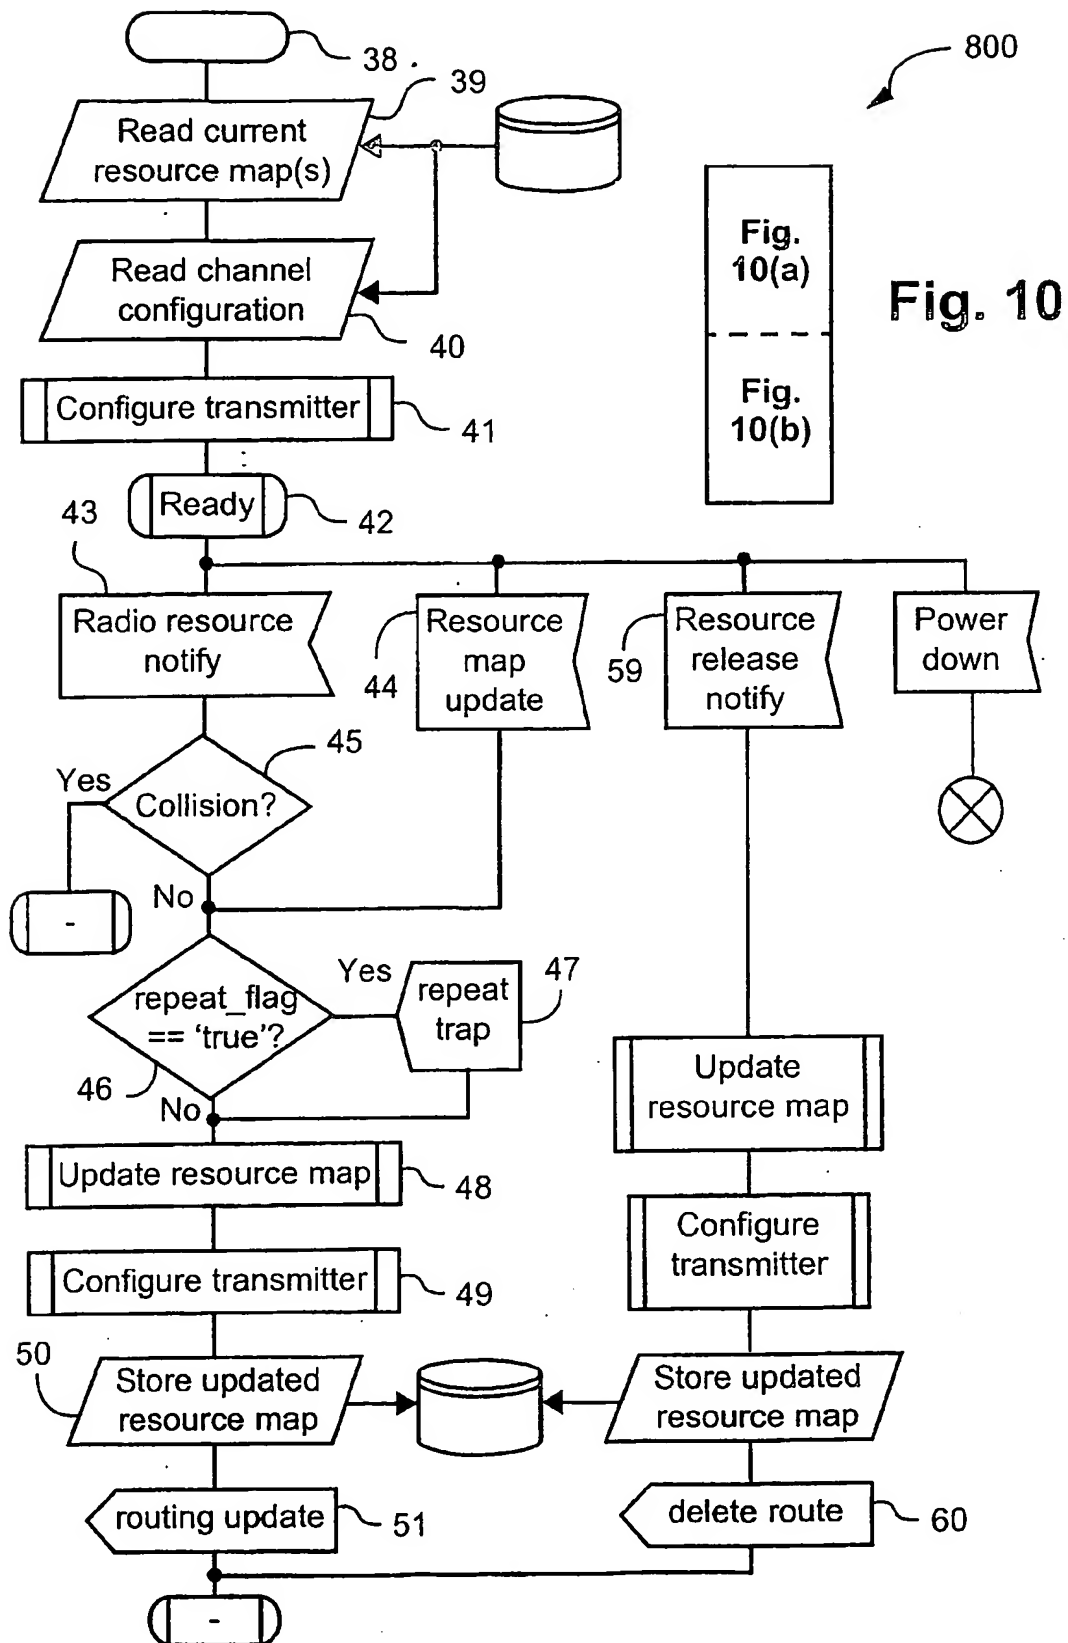 38
800
39
Read current
resource map(s)
Fig.
10(a)
Fig. 10
Read channel
configuration
40
Fig.
10(b)
Configure transmitter
41
43
Ready
42
Radio resource
notify
44
Resource
map
update
59
Resource
release
notify
Power
down
45
Yes
Collision?
No
-
Yes
47
repeat_flag
== 'true'?
repeat
trap
46
No
Update
resource map
Update resource map
48
Configure
transmitter
Configure transmitter
49
50
Store updated
resource map
Store updated
resource map
routing update
51
delete route
60
-